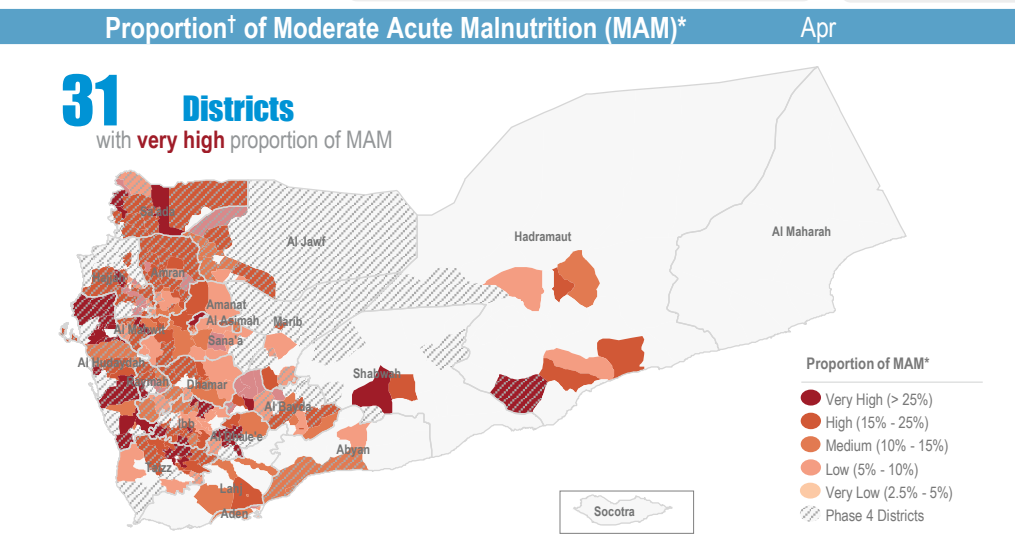 Proportion† of Moderate Acute Malnutrition (MAM)* Apr
31 Districts
with very high proportion of MAM
Sa'ada
Al Jawf
Hadramaut
Al Maharah
Hajjah
Amran
Amanat
Al Asimah
Marib
Al Mahwit
Sana'a
Al Hudaydah
Raymah
Dhamar
Shabwah
Al Bayda
Ibb
Al Dhale'e
Abyan
Taizz
Lahj
Aden
Socotra
Proportion of MAM*
Very High (> 25%)
High (15% - 25%)
Medium (10% - 15%)
Low (5% - 10%)
Very Low (2.5% - 5%)
Phase 4 Districts